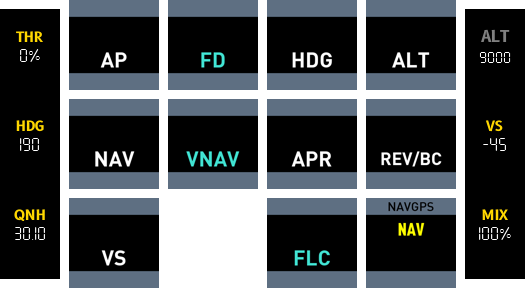 THR
0%
AP
FD
HDG
ALT
ALT
9000
HDG
190
NAV
VNAV
APR
REV/BC
VS
-45
QNH
30.10
VS
FLC
NAVGPS
NAV
MIX
100%